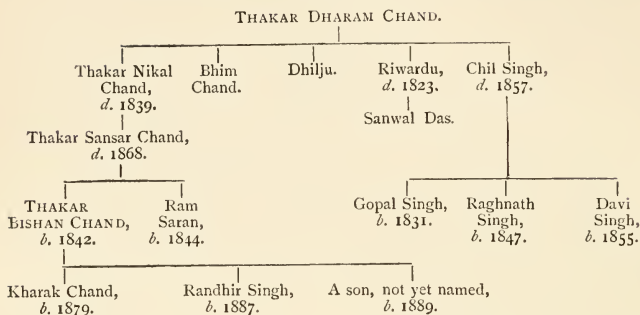 THAKAR DHARAM CHAND.
Thakar Nikal Chand, d. 1839.
Bhim Chand.
Dhilju.
Riwardu, d. 1823.
Chil Singh, d. 1857.
Thakar Sansar Chand, d. 1868.
Sanwal Das.
THAKAR BISHAN CHAND, b. 1842.
Ram Saran, b. 1844.
Gopal Singh, b. 1831.
Raghnath Singh, b. 1847.
Davi Singh, b. 1855.
Kharak Chand, b. 1879.
Randhir Singh, b. 1887.
A son, not yet named, b. 1889.